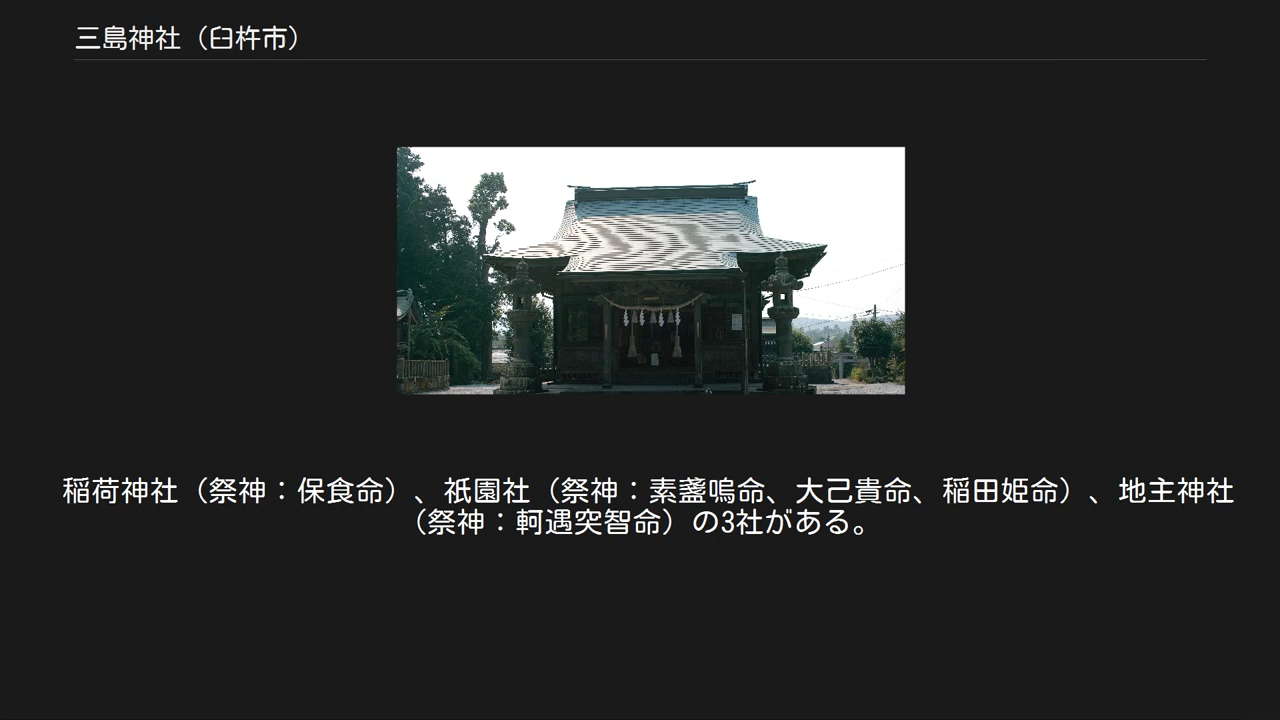 三島神社（臼杵市）
稲荷神社（祭神：保食命）、祇園社（祭神：素盞嗚命、大己貴命、稲田姫命）、地主神社
（祭神：軻遇突智命）の3社がある。